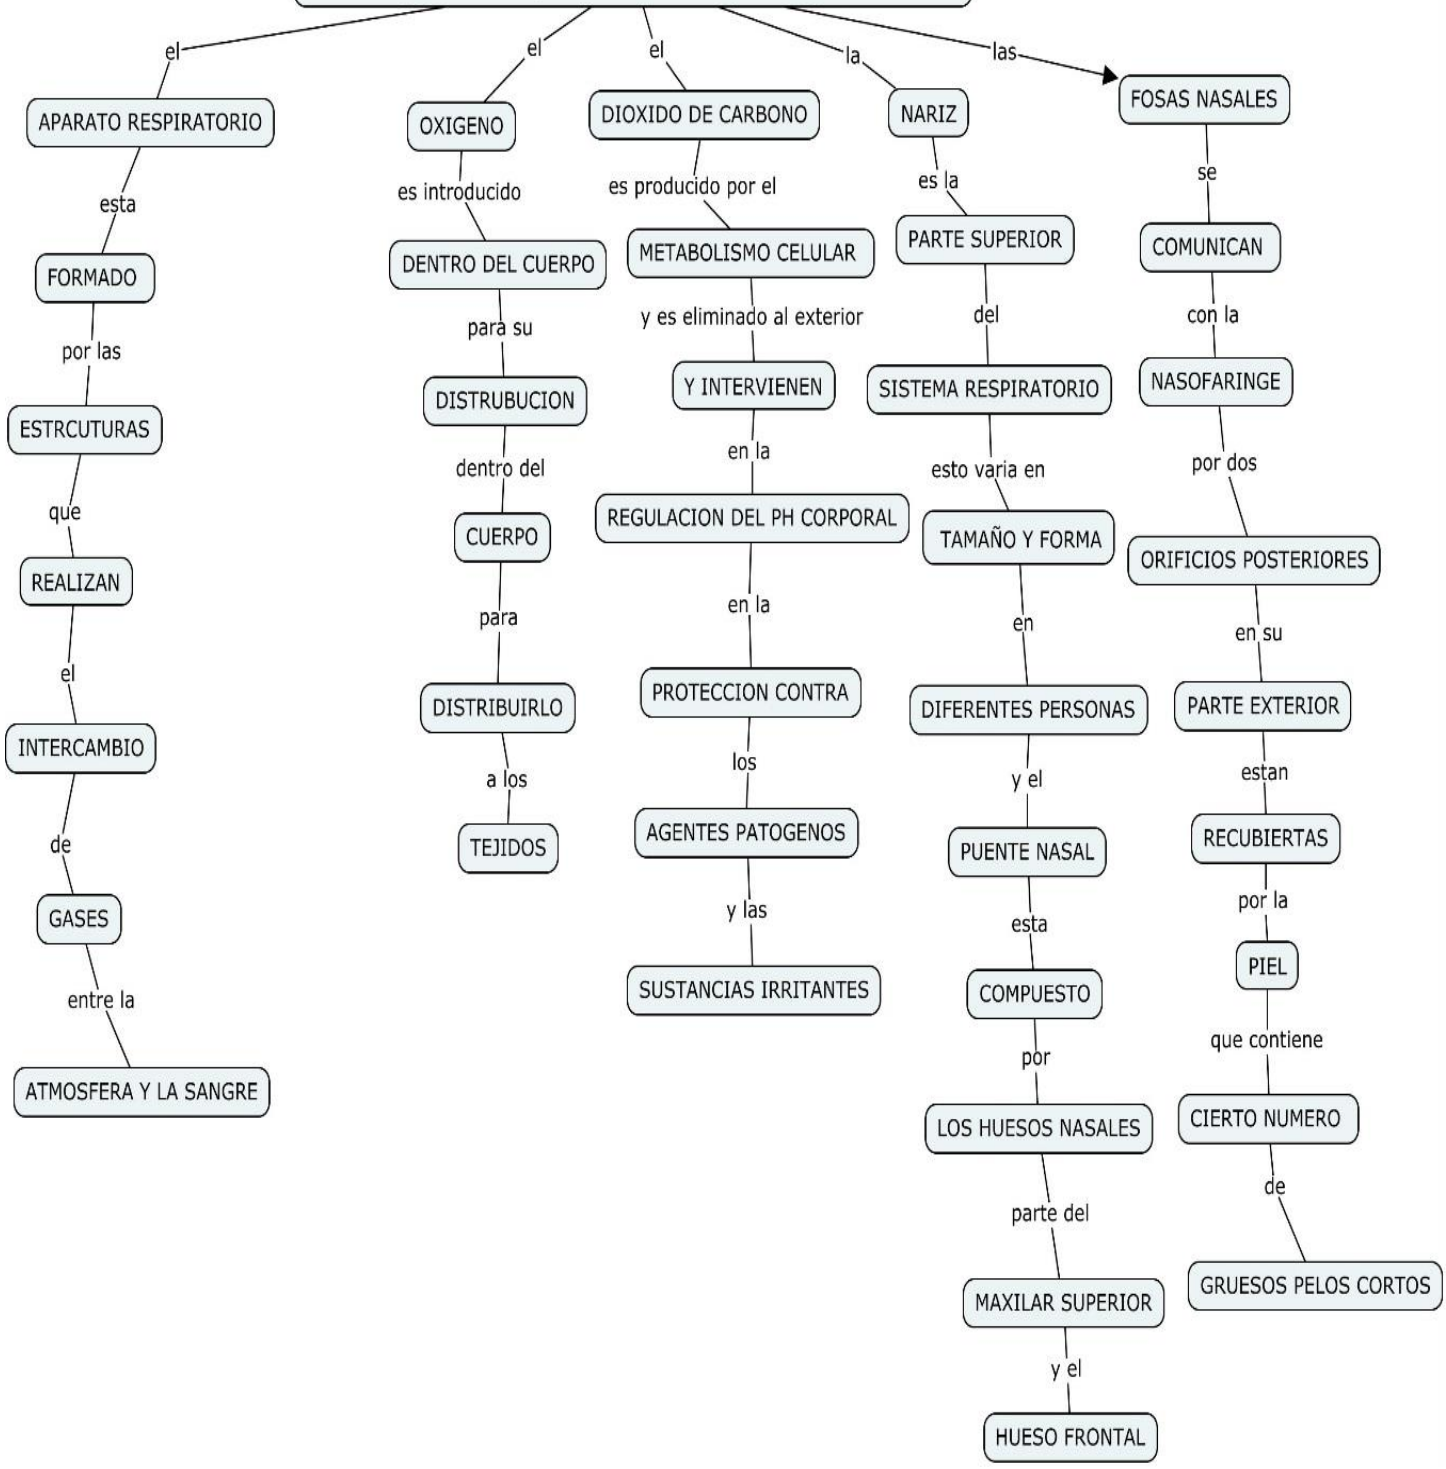 el
APARATO RESPIRATORIO
esta
FORMADO
por las
ESTRCUTURAS
que
REALIZAN
el
INTERCAMBIO
de
GASES
entre la
ATMOSFERA Y LA SANGRE
el
OXIGENO
es introducido
DENTRO DEL CUERPO
para su
DISTRUBUCION
dentro del
CUERPO
para
DISTRIBUIRLO
a los
TEJIDOS
el
DIOXIDO DE CARBONO
es producido por el
METABOLISMO CELULAR
y es eliminado al exterior
Y INTERVIENEN
en la
REGULACION DEL PH CORPORAL
en la
PROTECCION CONTRA
los
AGENTES PATOGENOS
y las
SUSTANCIAS IRRITANTES
la
NARIZ
es la
PARTE SUPERIOR
del
SISTEMA RESPIRATORIO
esto varia en
TAMAÑO Y FORMA
en
DIFERENTES PERSONAS
y el
PUENTE NASAL
esta
COMPUESTO
por
LOS HUESOS NASALES
parte del
MAXILAR SUPERIOR
y el
HUESO FRONTAL
las
FOSAS NASALES
se
COMUNICAN
con la
NASOFARINGE
por dos
ORIFICIOS POSTERIORES
en su
PARTE EXTERIOR
estan
RECUBIERTAS
por la
PIEL
que contiene
CIERTO NUMERO
de
GRUESOS PELOS CORTOS